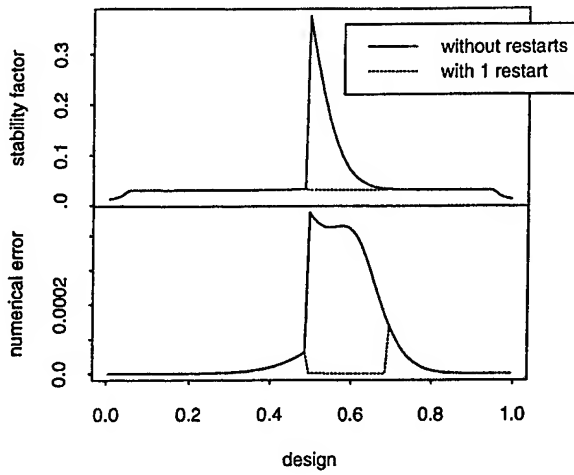 without restarts
with 1 restart
stability factor
0.3
0.2
0.1
.0
numerical error
0.0002
0.0
0.0 0.2 0.4 0.6 0.8 1.0
design